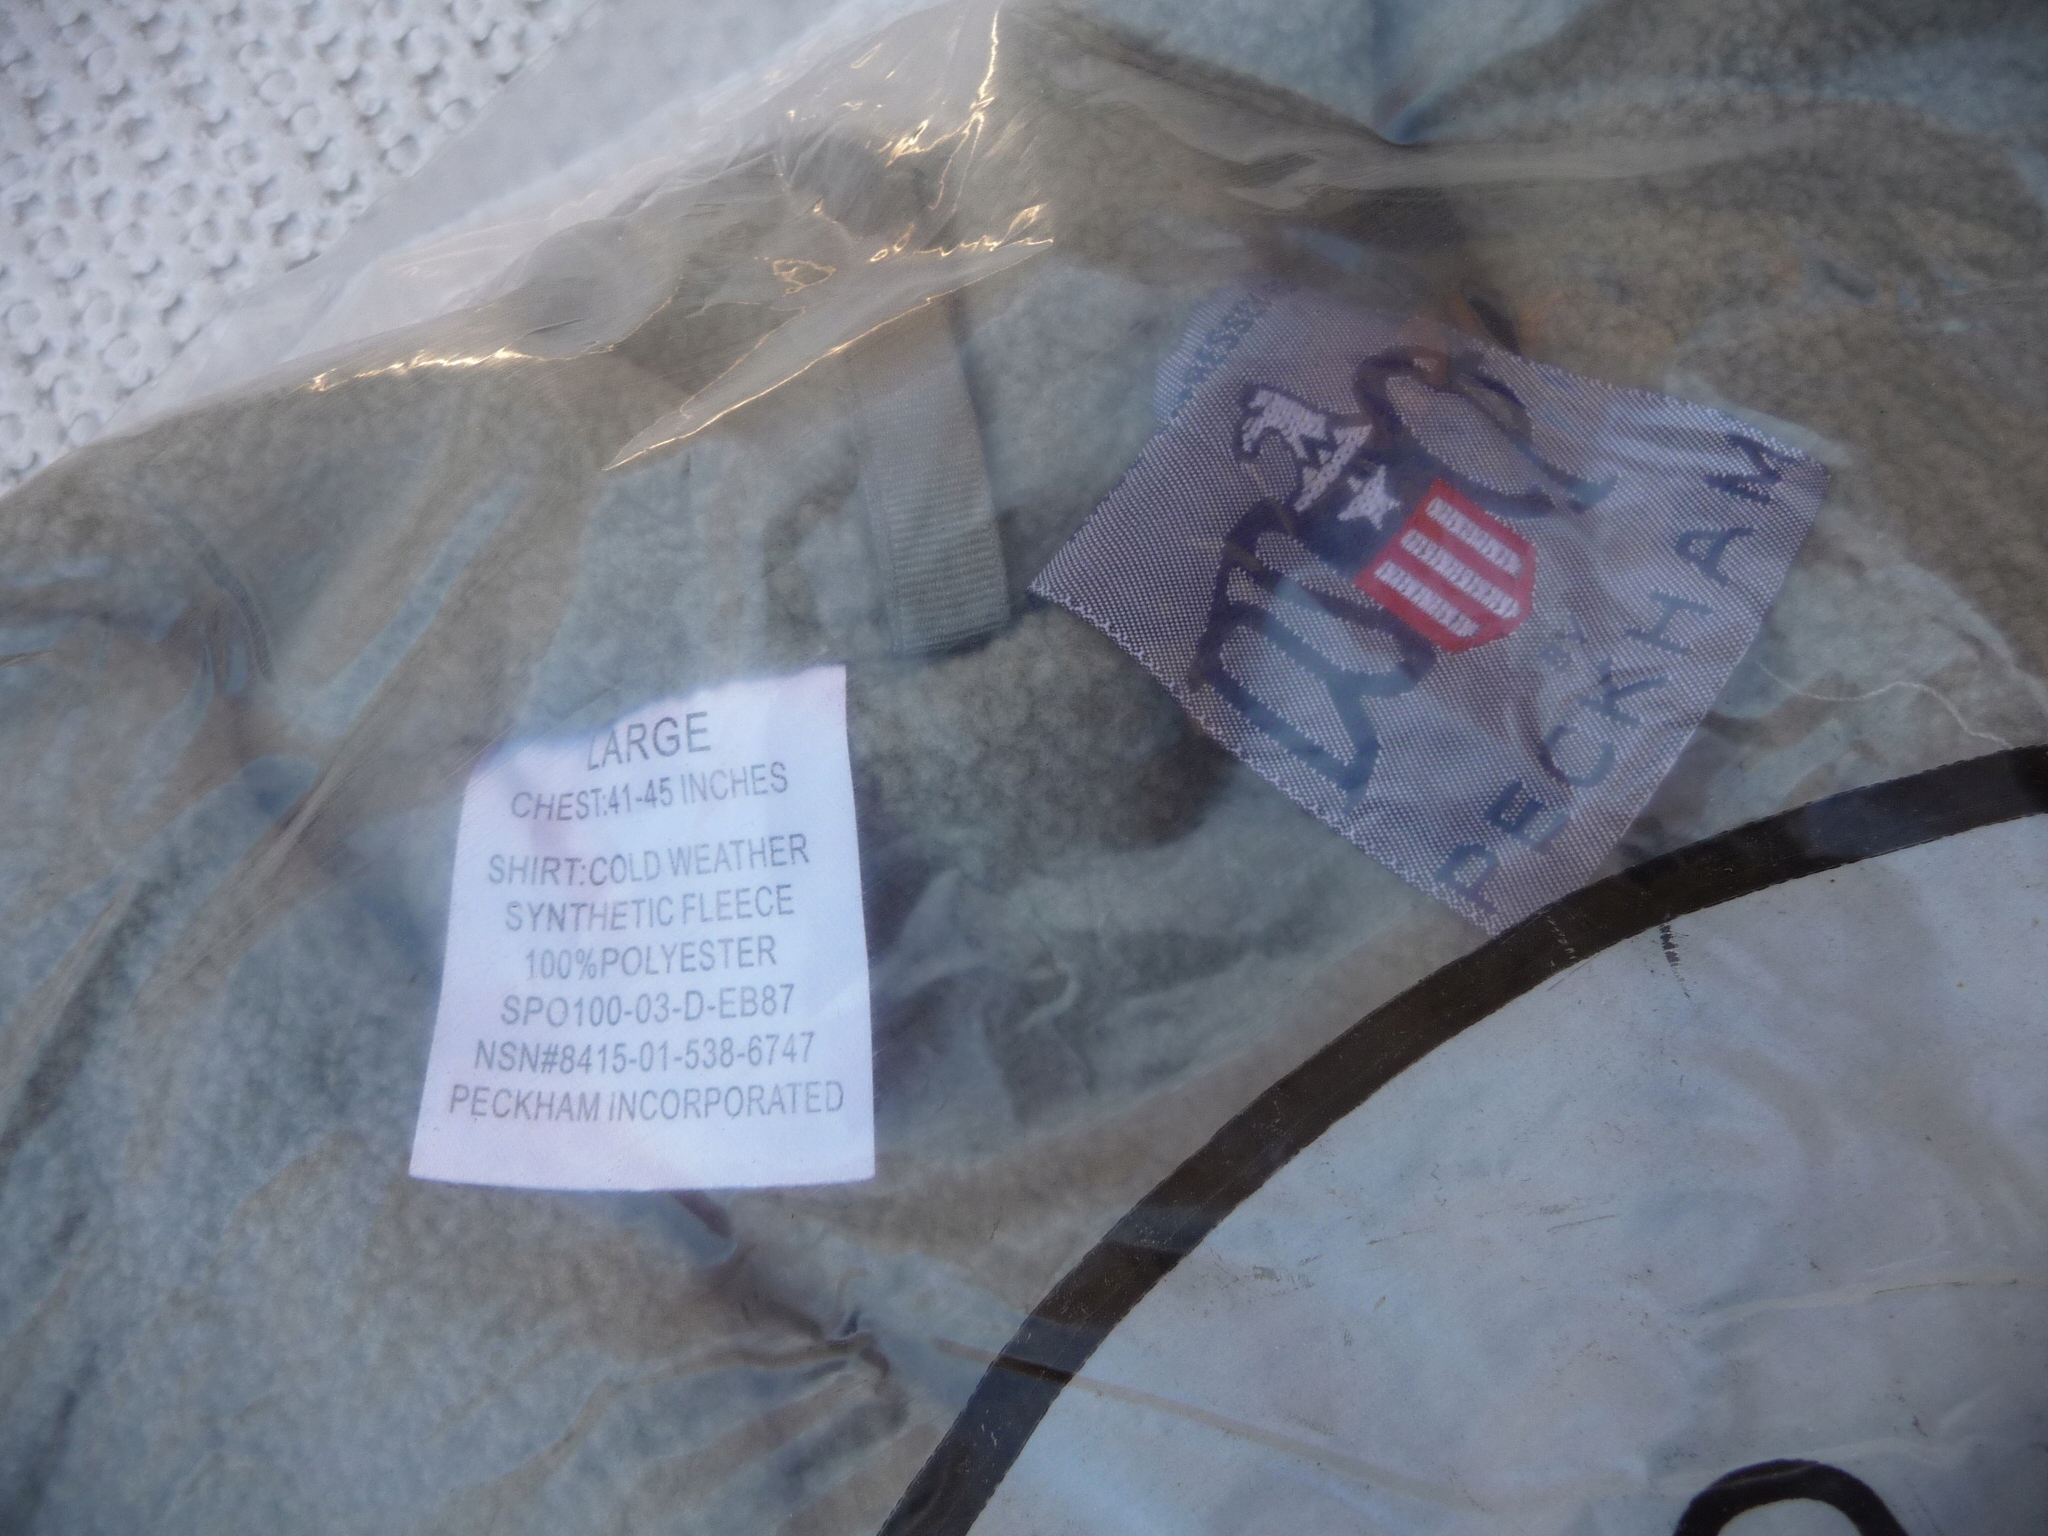 LARGE
CHEST:41-45 INCHES
SHIRT:COLD WEATHER
SYNTHETIC FLEECE
100%POLYESTER
SPO100-03-D-EB87
NSN#8415-01-538-6747
PECKHAM INCORPORATED
BY
PECKHAM